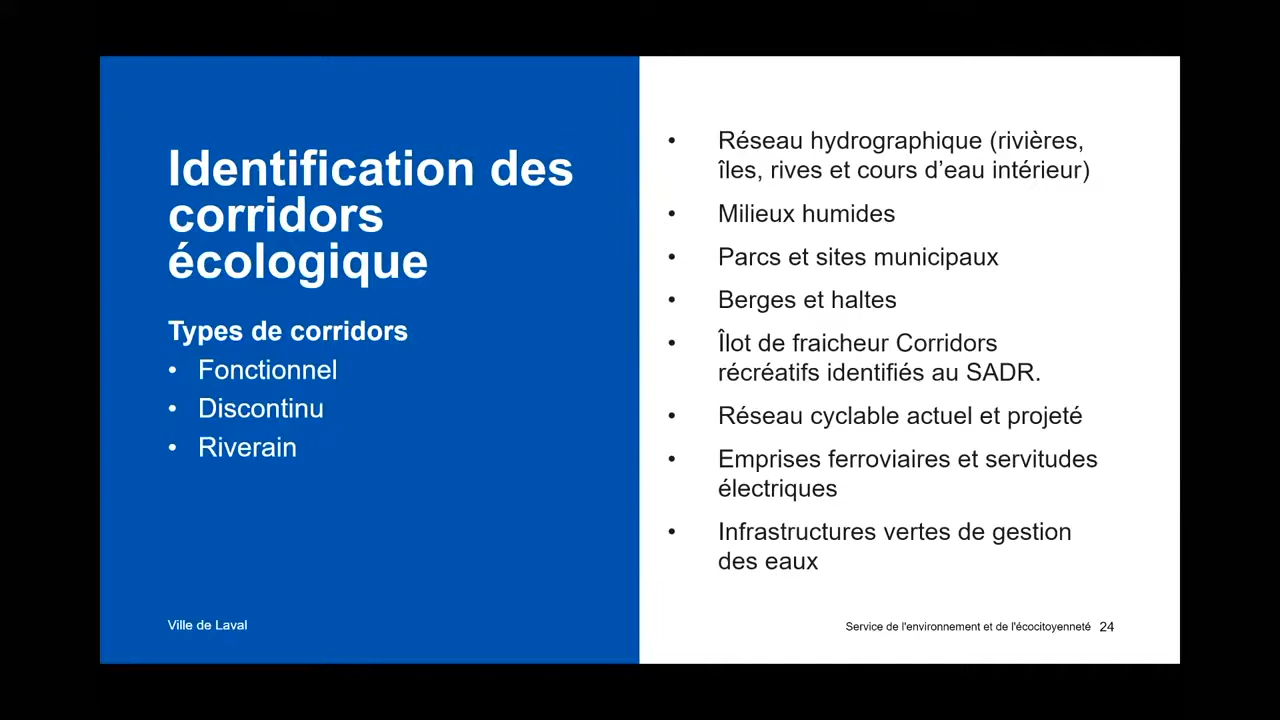 Identification des
corridors
écologique
Types de corridors
• Fonctionnel
• Discontinu
• Riverain
Ville de Laval
• Réseau hydrographique (rivières,
îles, rives et cours d’eau intérieur)
• Milieux humides
• Parcs et sites municipaux
• Berges et haltes
• Îlot de fraicheur Corridors
récréatifs identifiés au SADR.
• Réseau cyclable actuel et projeté
• Emprises ferroviaires et servitudes
électriques
• Infrastructures vertes de gestion
des eaux
Service de l'environnement et de l'écocitoyenneté 24